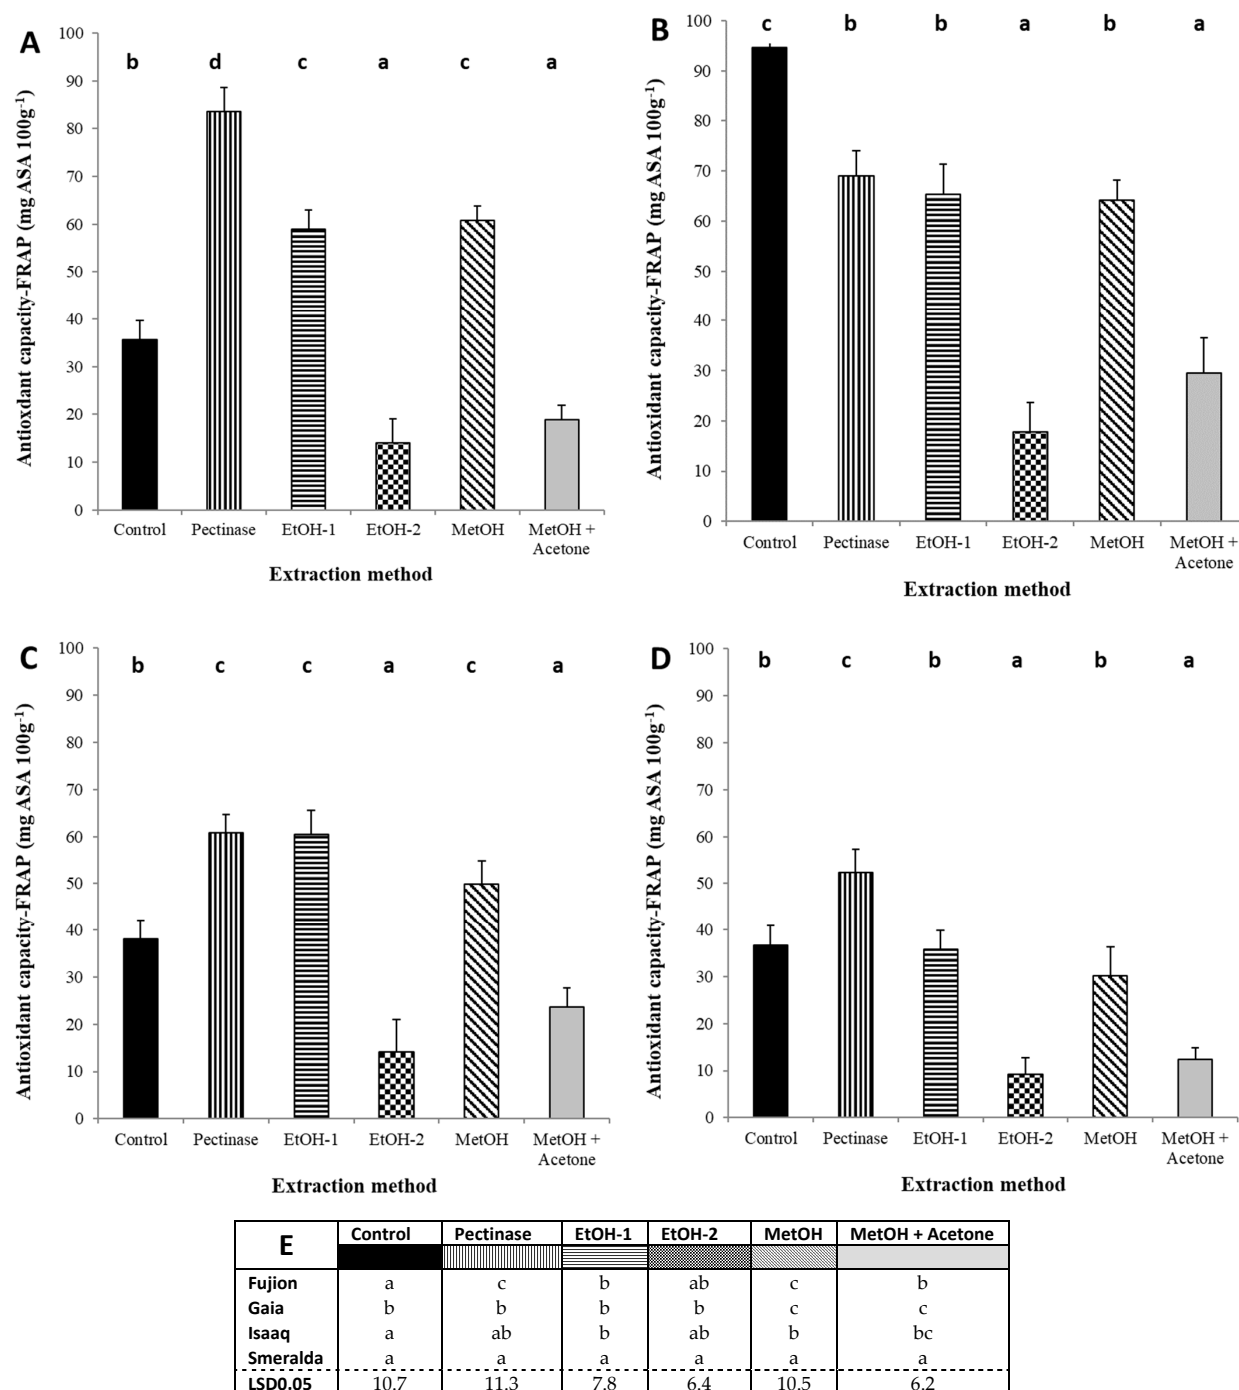 A
Antioxdant capacity-FRAP (mg ASA 100g-1)
100
90
80
70
60
50
40
30
20
10
0
b d c a c a
Control Pectinase EtOH-1 EtOH-2 MetOH MetOH +
Acetone
Extraction method
B
Antioxidant capacity-FRAP (mg ASA 100g-1)
100
90
80
70
60
50
40
30
20
10
0
c b b a b a
Control Pectinase EtOH-1 EtOH-2 MetOH MetOH +
Acetone
Extraction method
C
Antioxidant capacity-FRAP (mg ASA 100g-1)
100
90
80
70
60
50
40
30
20
10
0
b c c a c a
Control Pectinase EtOH-1 EtOH-2 MetOH MetOH +
Acetone
Extraction method
D
Antioxidant capacity-FRAP (mg ASA 100g-1)
100
90
80
70
60
50
40
30
20
10
0
b c b a b a
Control Pectinase EtOH-1 EtOH-2 MetOH MetOH +
Acetone
Extraction method
E Control Pectinase EtOH-1 EtOH-2 MetOH MetOH + Acetone
Fujion a c b ab c b
Gaia b b b b c c
Isaaq a ab b ab b bc
Smeralda a a a a a a
LSD0.05 10.7 11.3 7.8 6.4 10.5 6.2